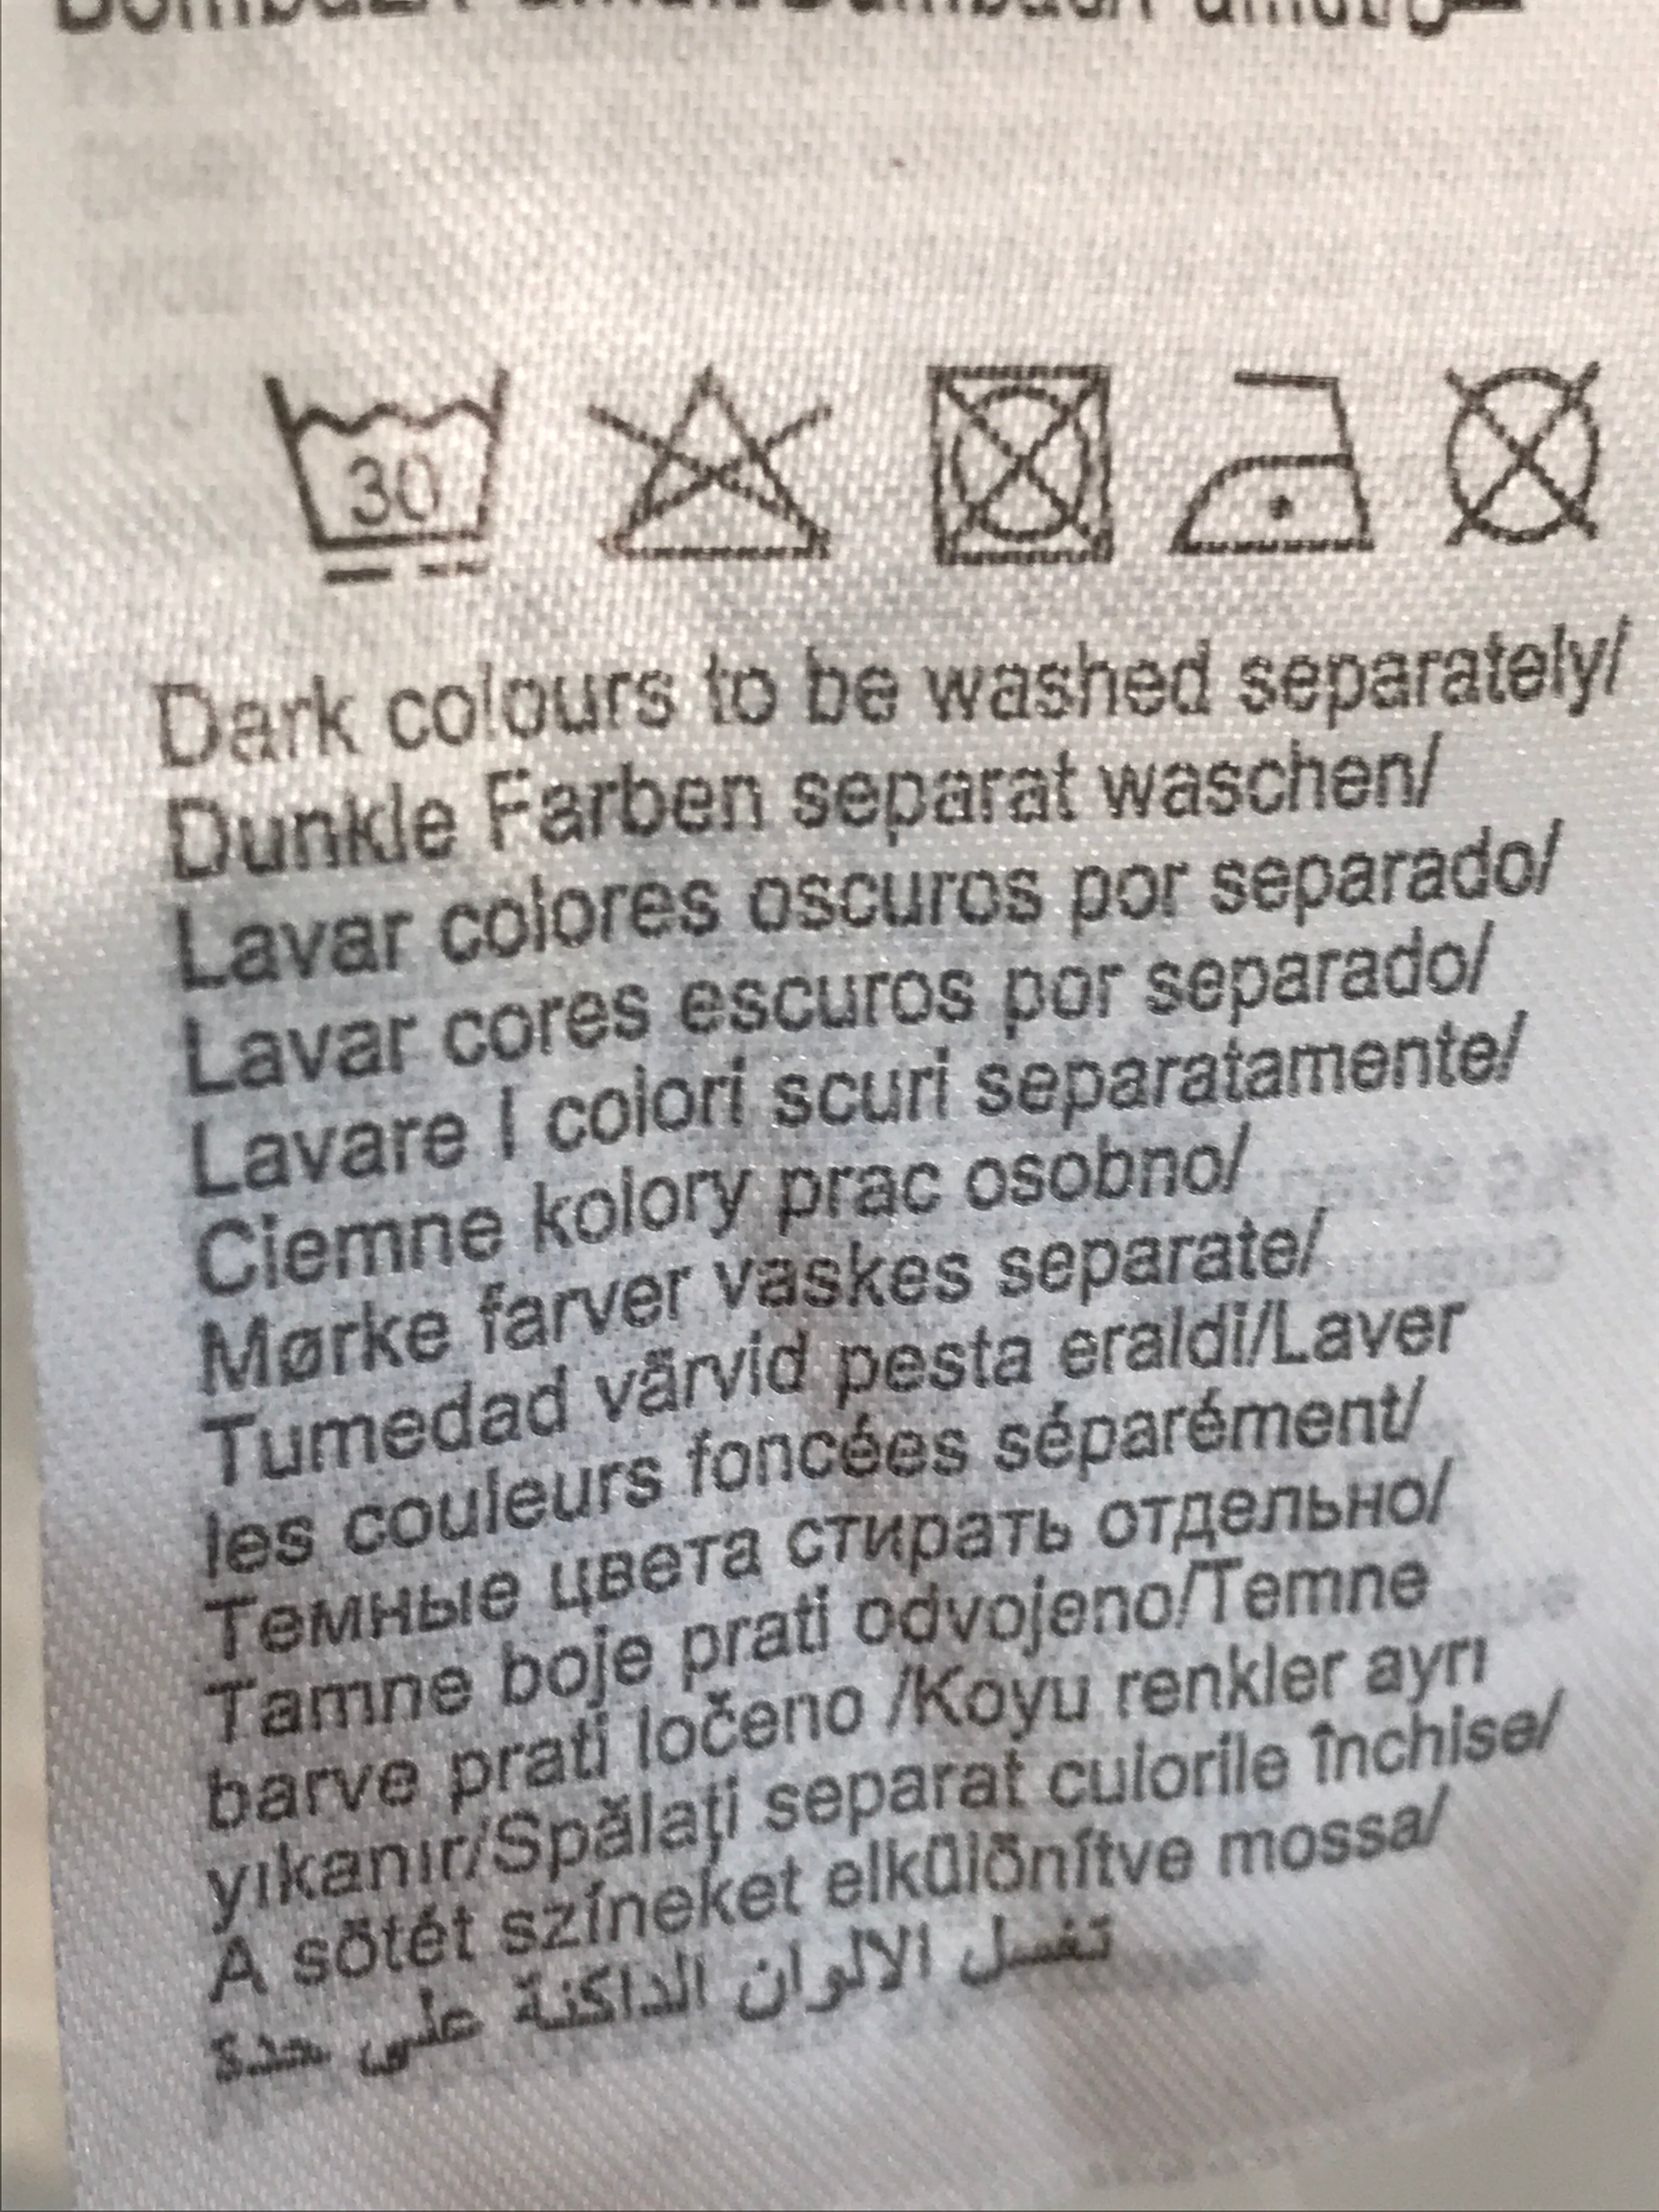 30
Dark colours to be washed separately/
Dunkle Farben separat waschen/
Lavar colores oscuros por separado/
Lavar cores escuros por separado/
Lavare I colori scuri separatamente/
Ciemne kolory prac osobno/
Mørke farver vaskes separate/
Tumedad värvid pesta eraldi/Laver
les couleurs foncées séparément/
Темные цвета стирать отдельно/
Tamne boje prati odvojeno/Temne
barve prati ločeno /Koyu renkler ayrı
yıkanır/Spălaţi separat culorile închise/
A sötét színeket elkülönítve mossa/
تغسل الالوان الداكنة على حدة